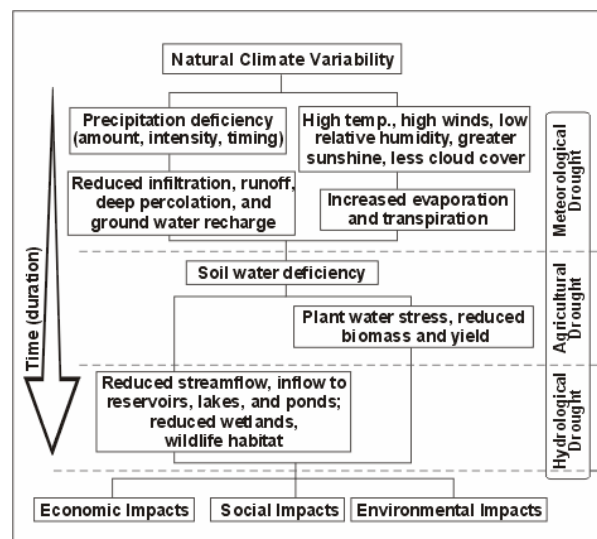 Natural Climate Variability
Precipitation deficiency
(amount, intensity, timing)
High temp., high winds, low
relative humidity, greater
sunshine, less cloud cover
Reduced infiltration, runoff,
deep percolation, and
ground water recharge
Increased evaporation
and transpiration
Meteorological
Drought
Soil water deficiency
Plant water stress, reduced
biomass and yield
Agricultural
Drought
Time (duration)
Reduced streamflow, inflow to
reservoirs, lakes, and ponds;
reduced wetlands,
wildlife habitat
Hydrological
Drought
Economic Impacts
Social Impacts
Environmental Impacts